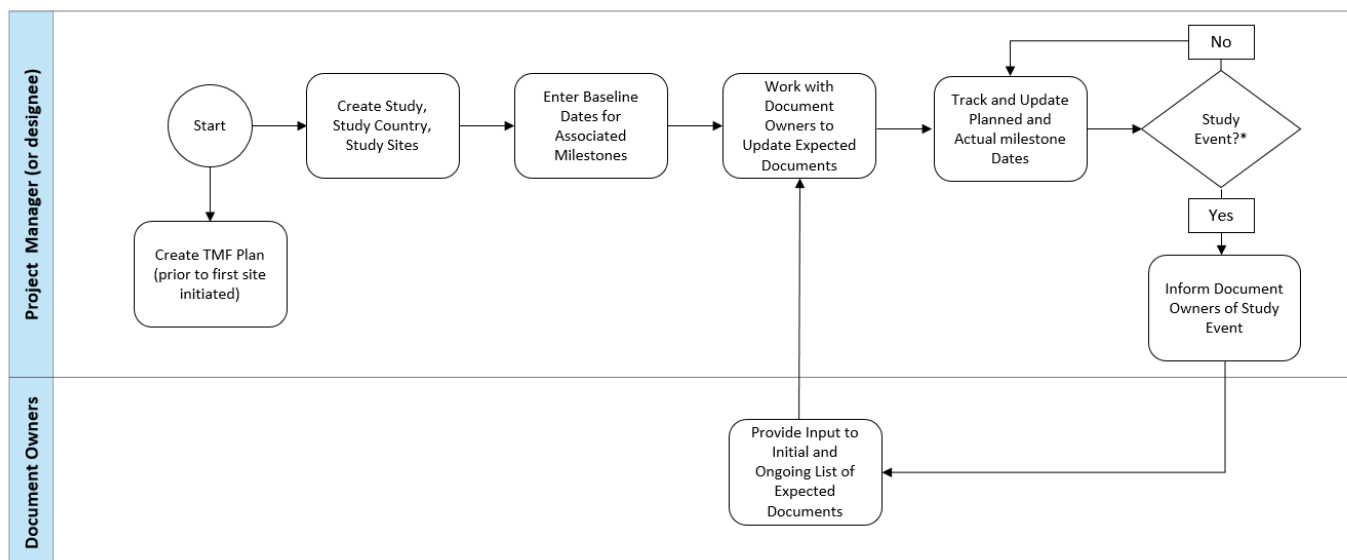 Project Manager (or designee)
Start
Create Study,
Study Country,
Study Sites
Enter Baseline
Dates for
Associated
Milestones
Work with
Document
Owners to
Update Expected
Documents
Track and Update
Planned and
Actual milestone
Dates
No
Study
Event?*
Yes
Create TMF Plan
(prior to first site
initiated)
Inform Document
Owners of Study
Event
Document Owners
Provide Input to
Initial and
Ongoing List of
Expected
Documents